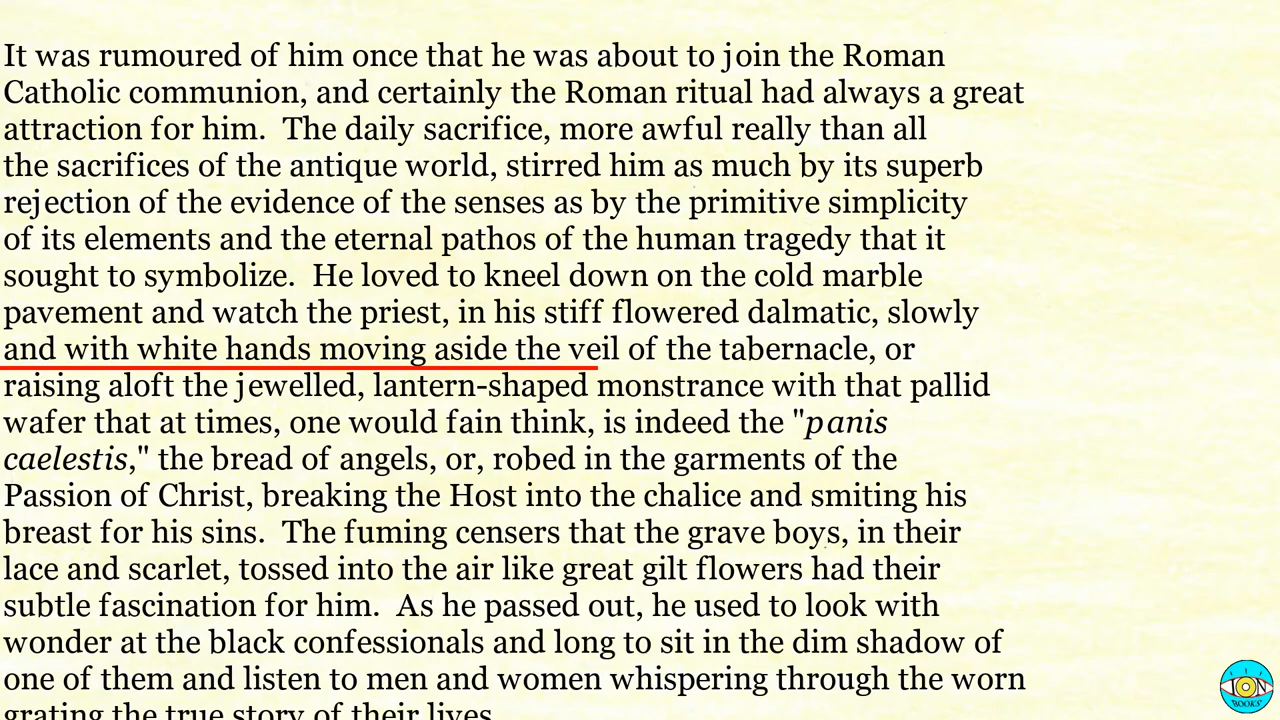 It was rumoured of him once that he was about to join the Roman
Catholic communion, and certainly the Roman ritual had always a great
attraction for him.  The daily sacrifice, more awful really than all
the sacrifices of the antique world, stirred him as much by its superb
rejection of the evidence of the senses as by the primitive simplicity
of its elements and the eternal pathos of the human tragedy that it
sought to symbolize.  He loved to kneel down on the cold marble
pavement and watch the priest, in his stiff flowered dalmatic, slowly
and with white hands moving aside the veil of the tabernacle, or
raising aloft the jewelled, lantern-shaped monstrance with that pallid
wafer that at times, one would fain think, is indeed the "panis
caelestis," the bread of angels, or, robed in the garments of the
Passion of Christ, breaking the Host into the chalice and smiting his
breast for his sins.  The fuming censers that the grave boys, in their
lace and scarlet, tossed into the air like great gilt flowers had their
subtle fascination for him.  As he passed out, he used to look with
wonder at the black confessionals and long to sit in the dim shadow of
one of them and listen to men and women whispering through the worn
grating the true story of their lives.
ION
BOOKS